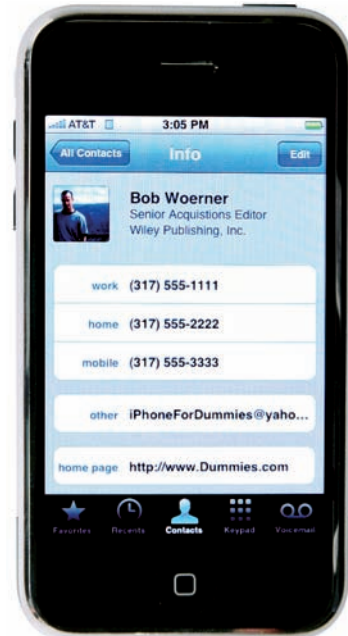 AT&T 3:05 PM
All Contacts Info Edit
Bob Woerner
Senior Acquistions Editor
Wiley Publishing, Inc.
work (317) 555-1111
home (317) 555-2222
mobile (317) 555-3333
other iPhoneForDummies@yaho...
home page http://www.Dummies.com
Favorites Recents Contacts Keypad Voicemail